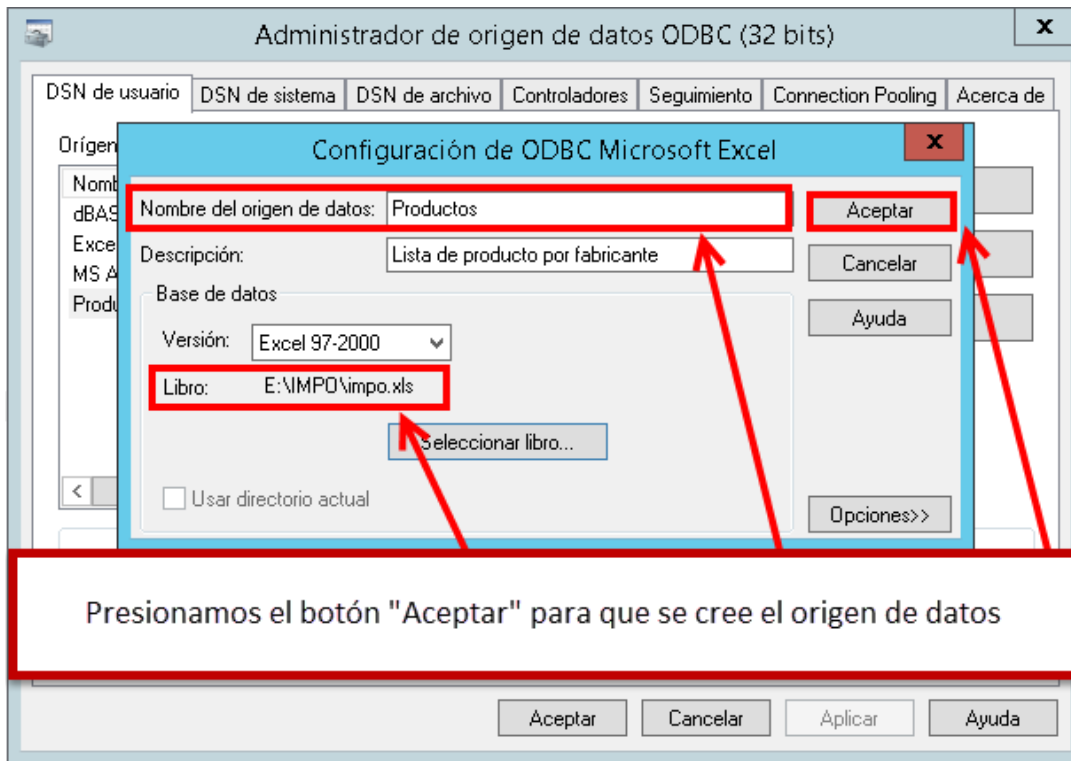 Administrador de origen de datos ODBC (32 bits)
DSN de usuario DSN de sistema DSN de archivo Controladores Seguimiento Connection Pooling Acerca de
Configuración de ODBC Microsoft Excel
Nombre del origen de datos: Productos
Aceptar
Descripción: Lista de producto por fabricante
Cancelar
Base de datos
Ayuda
Versión: Excel 97-2000
Libro: E:\IMPO\impo.xls
Seleccionar libro...
Usar directorio actual
Opciones>>
MS A
Presionamos el botón "Aceptar" para que se cree el origen de datos
Aceptar Cancelar Aplicar Ayuda